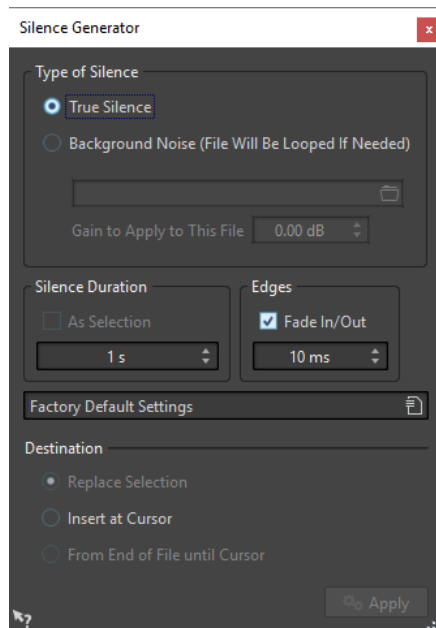 Silence Generator
x
Type of Silence
True Silence
Background Noise (File Will Be Looped If Needed)
Gain to Apply to This File 0.00 dB
Silence Duration
As Selection
1 s
Edges
Fade In/Out
10 ms
Factory Default Settings
Destination
Replace Selection
Insert at Cursor
From End of File until Cursor
Apply
?